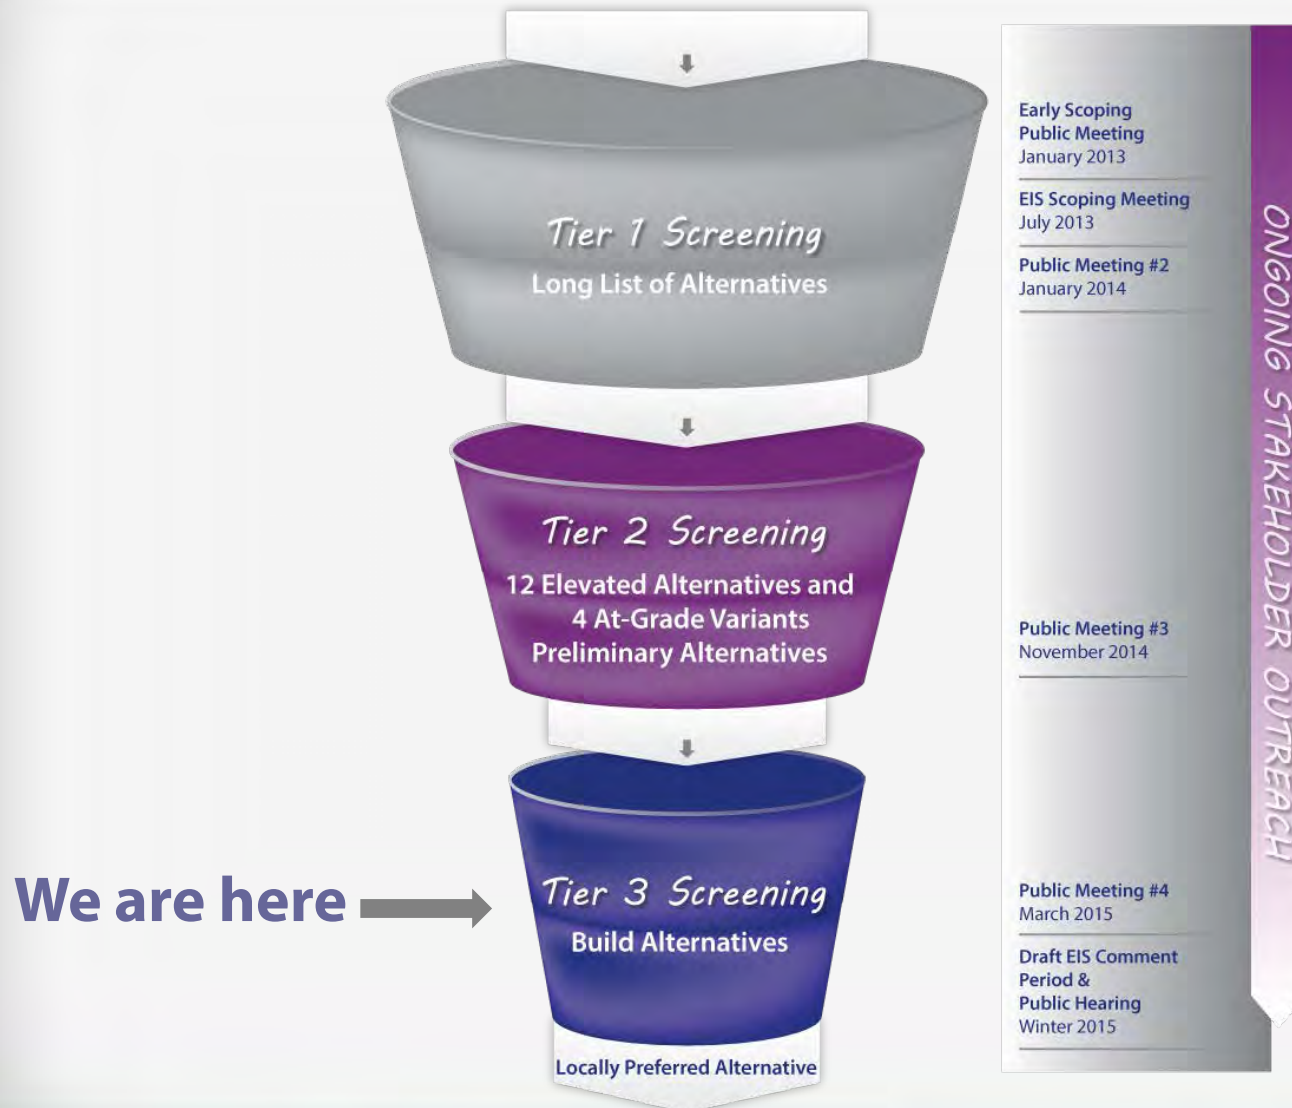 Tier 1 Screening
Long List of Alternatives
Tier 2 Screening
12 Elevated Alternatives and
4 At-Grade Variants
Preliminary Alternatives
We are here
Tier 3 Screening
Build Alternatives
Locally Preferred Alternative
Early Scoping
Public Meeting
January 2013
EIS Scoping Meeting
July 2013
Public Meeting #2
January 2014
Public Meeting #3
November 2014
Public Meeting #4
March 2015
Draft EIS Comment
Period &
Public Hearing
Winter 2015
ONGOING STAKEHOLDER OUTREACH